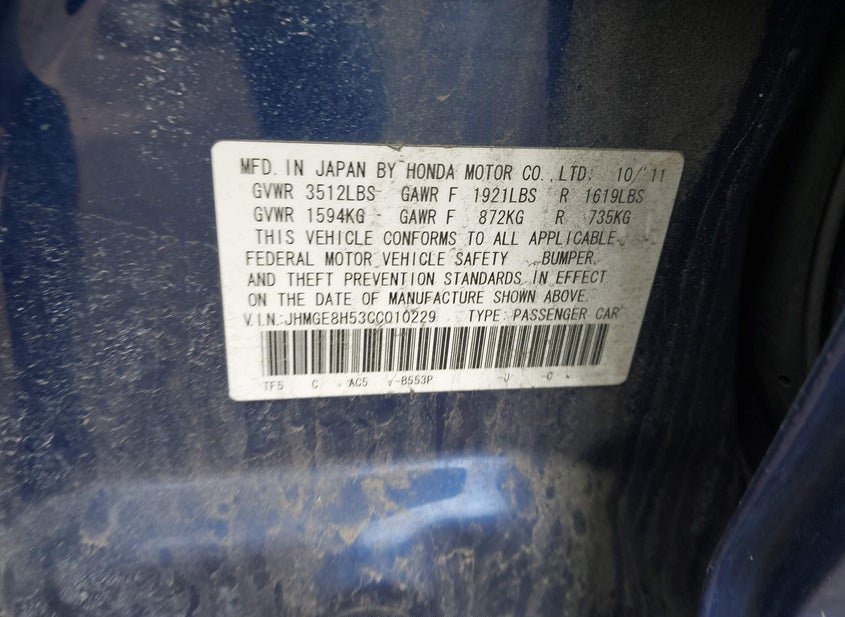 MFD. IN JAPAN BY HONDA MOTOR CO., LTD. 10/11
GVWR 3512LBS GAWR F 1921LBS R 1619LBS
GVWR 1594KG GAWR F 872KG R 735KG
THIS VEHICLE CONFORMS TO ALL APPLICABLE
FEDERAL MOTOR VEHICLE SAFETY, BUMPER,
AND THEFT PREVENTION STANDARDS IN EFFECT
ON THE DATE OF MANUFACTURE SHOWN ABOVE.
V.I.N.: JHMGE8H53CC010229 TYPE: PASSENGER CAR
TF5 C AC5 -B553P -U -C